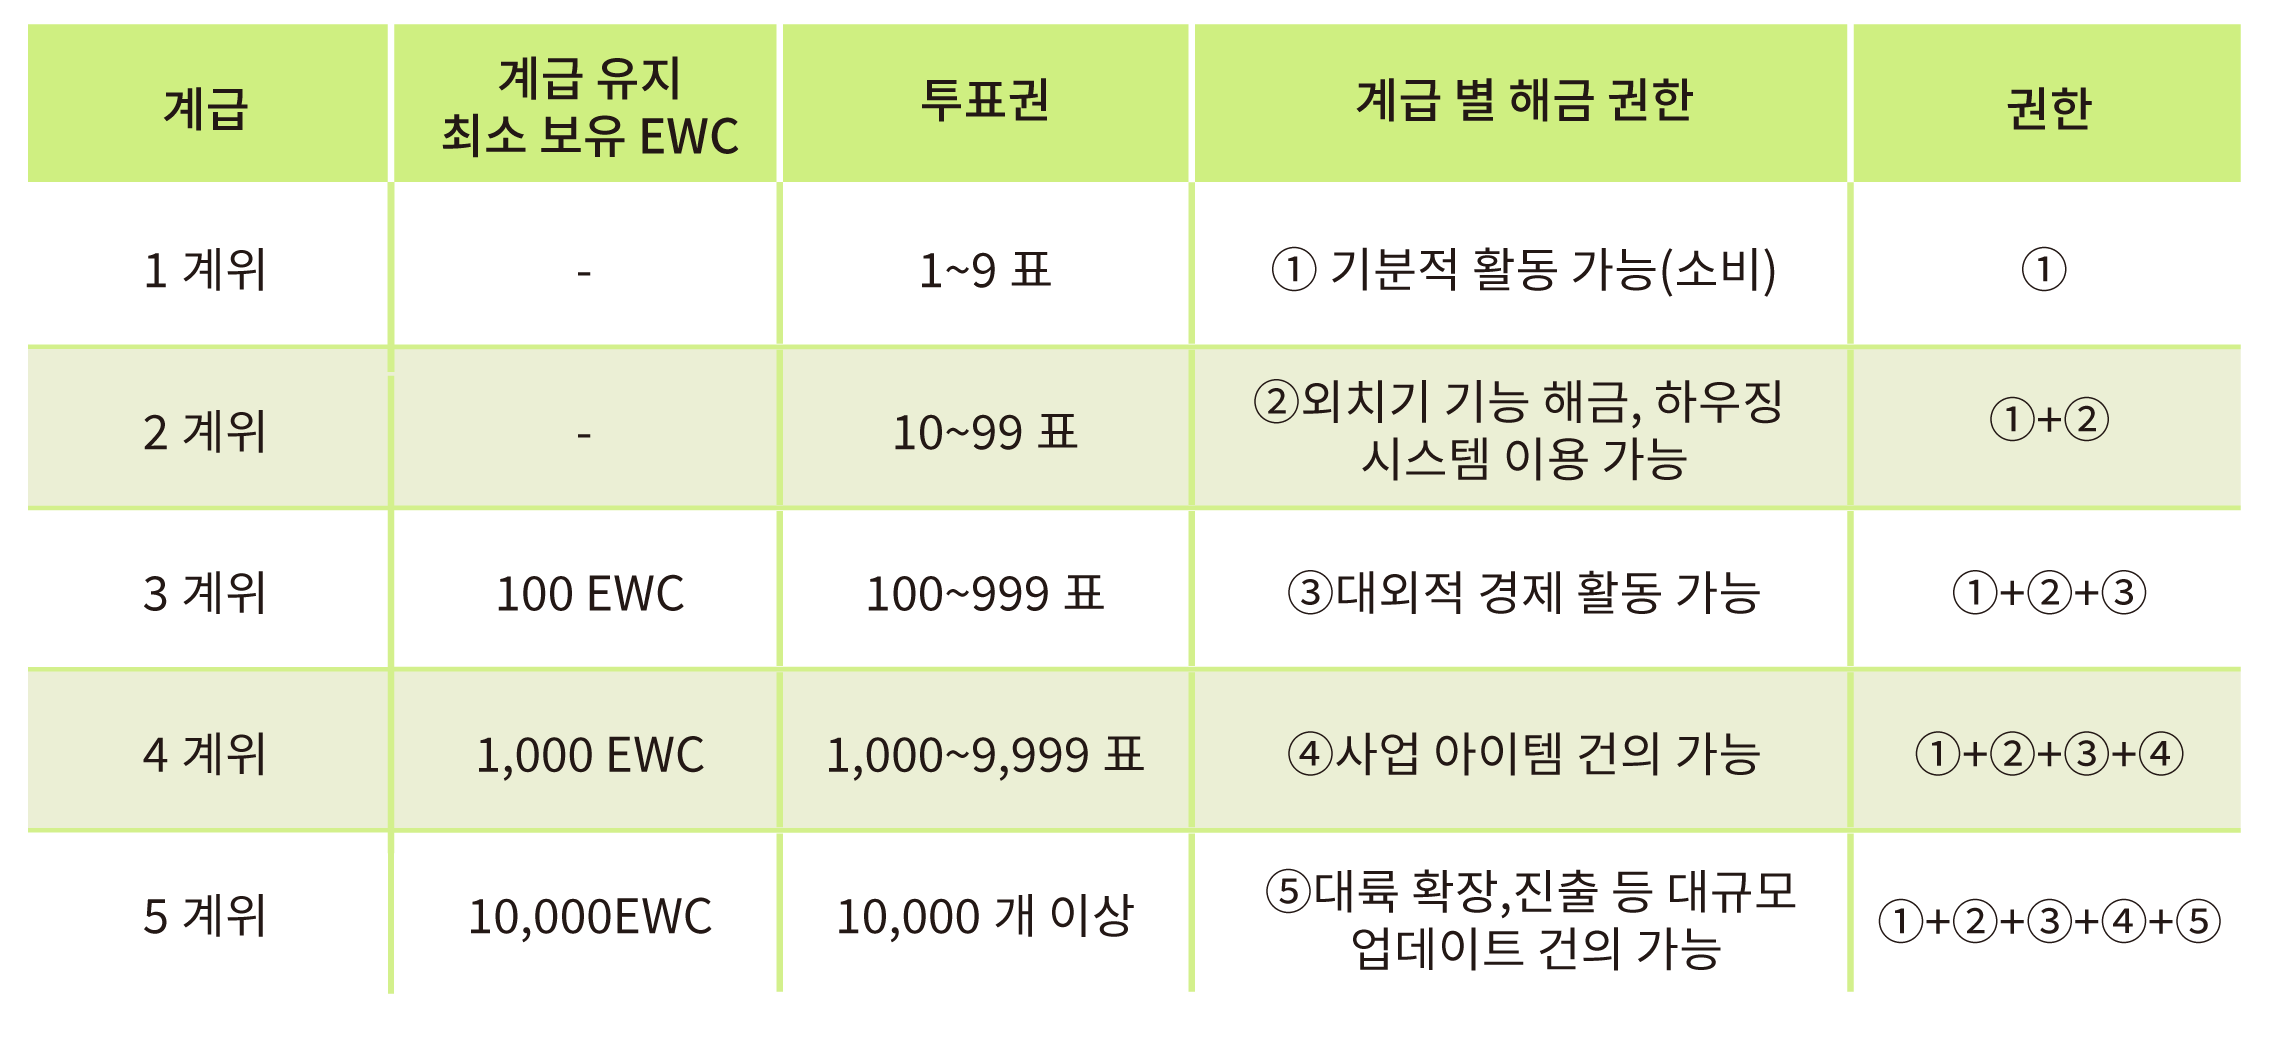 계급
계급 유지
최소 보유 EWC
투표권
계급 별 해금 권한
권한
1 계위
-
1~9 표
① 기분적 활동 가능(소비)
①
2 계위
-
10~99 표
②외치기 기능 해금, 하우징
시스템 이용 가능
①+②
3 계위
100 EWC
100~999 표
③대외적 경제 활동 가능
①+②+③
4 계위
1,000 EWC
1,000~9,999 표
④사업 아이템 건의 가능
①+②+③+④
5 계위
10,000EWC
10,000 개 이상
⑤대륙 확장,진출 등 대규모
업데이트 건의 가능
①+②+③+④+⑤